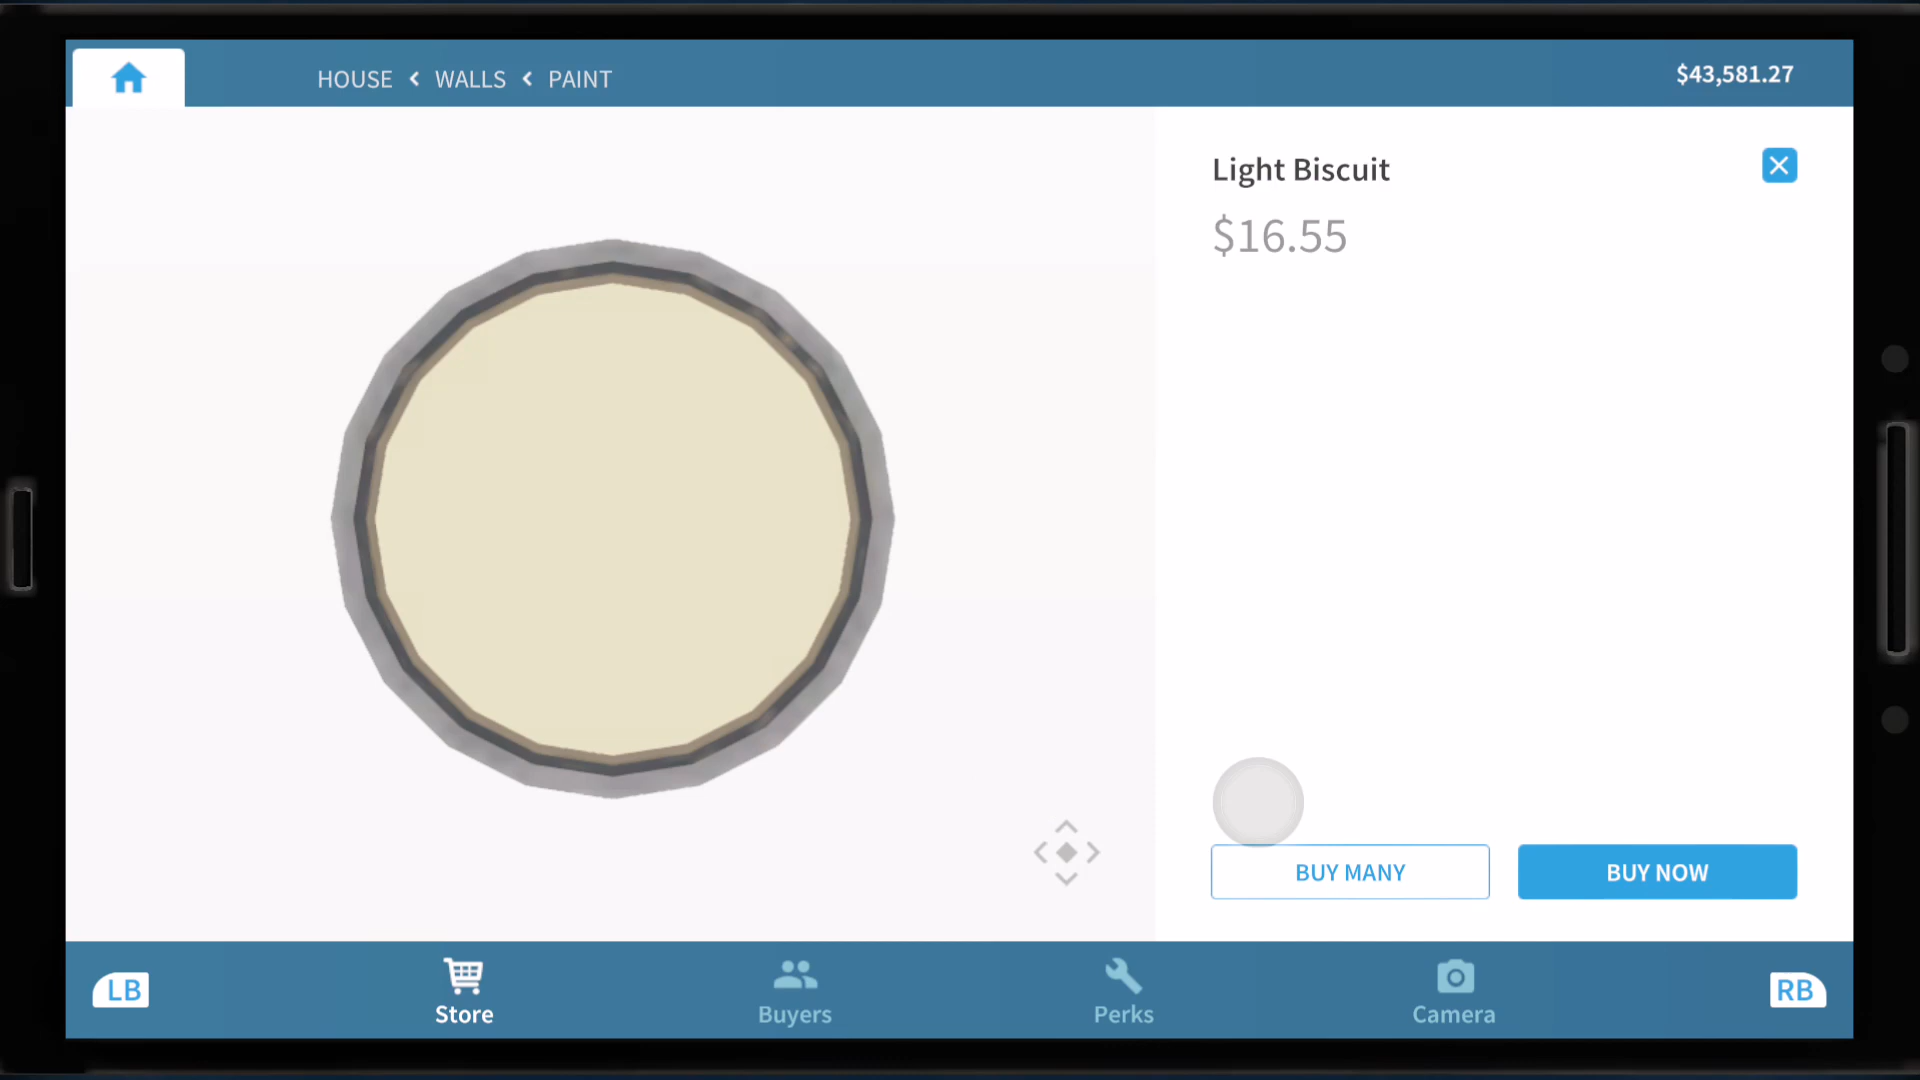 HOUSE < WALLS < PAINT
$43,581.27
Light Biscuit
$16.55
BUY MANY
BUY NOW
LB
Store
Buyers
Perks
Camera
RB